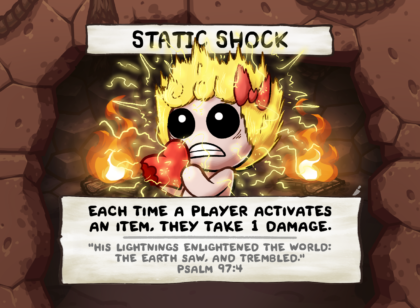 STATIC SHOCK
EACH TIME A PLAYER ACTIVATES
AN ITEM, THEY TAKE 1 DAMAGE.
"HIS LIGHTNINGS ENLIGHTENED THE WORLD:
THE EARTH SAW, AND TREMBLED."
PSALM 97:4